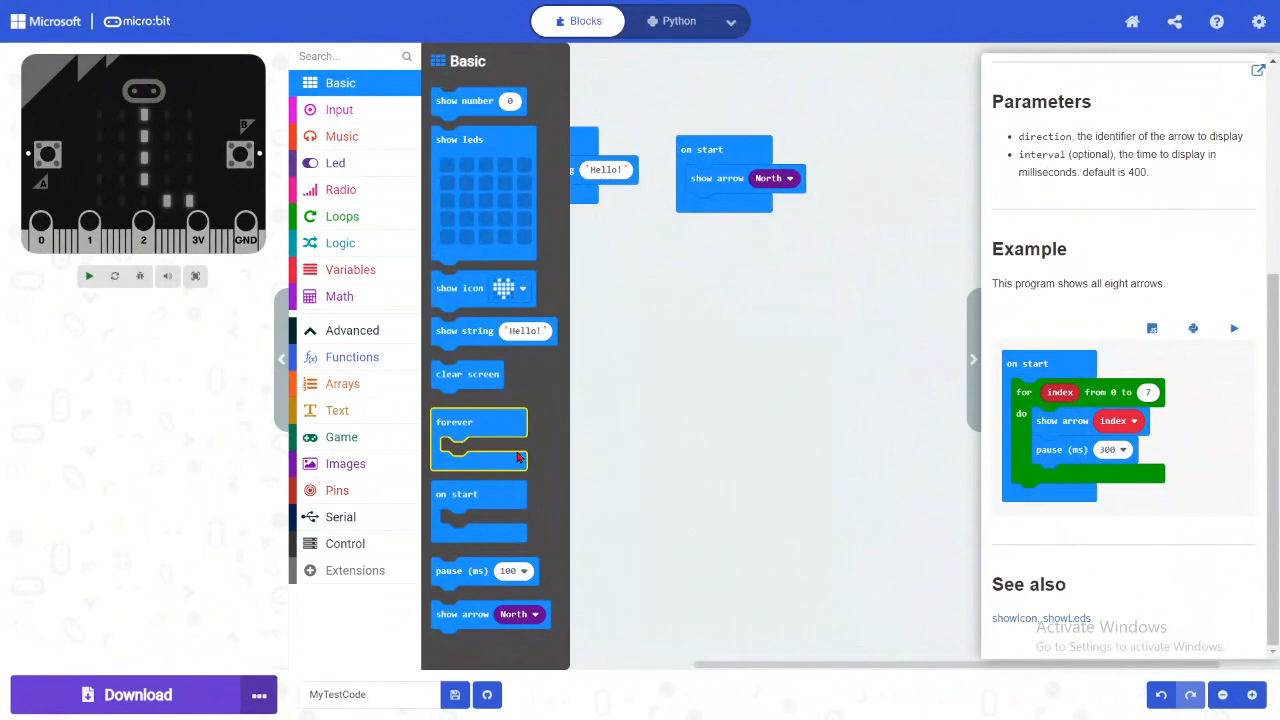 Microsoft
micro:bit
Blocks
Python
B
A
0
1
2
3V
GND
Search...
Basic
Input
Music
Led
Radio
Loops
Logic
Variables
Math
Advanced
Functions
Arrays
Text
Game
Images
Pins
Serial
Control
Extensions
Basic
show number 0
show leds
show icon
show string "Hello!"
clear screen
forever
on start
pause (ms) 100
show arrow North
g "Hello!"
on start
show arrow North
Parameters
• direction, the identifier of the arrow to display
• interval (optional), the time to display in
milliseconds. default is 400.
Example
This program shows all eight arrows.
JS
on start
for index from 0 to 7
do
show arrow index
pause (ms) 300
See also
showIcon, showLeds
Activate Windows
Go to Settings to activate Windows.
Download
MyTestCode